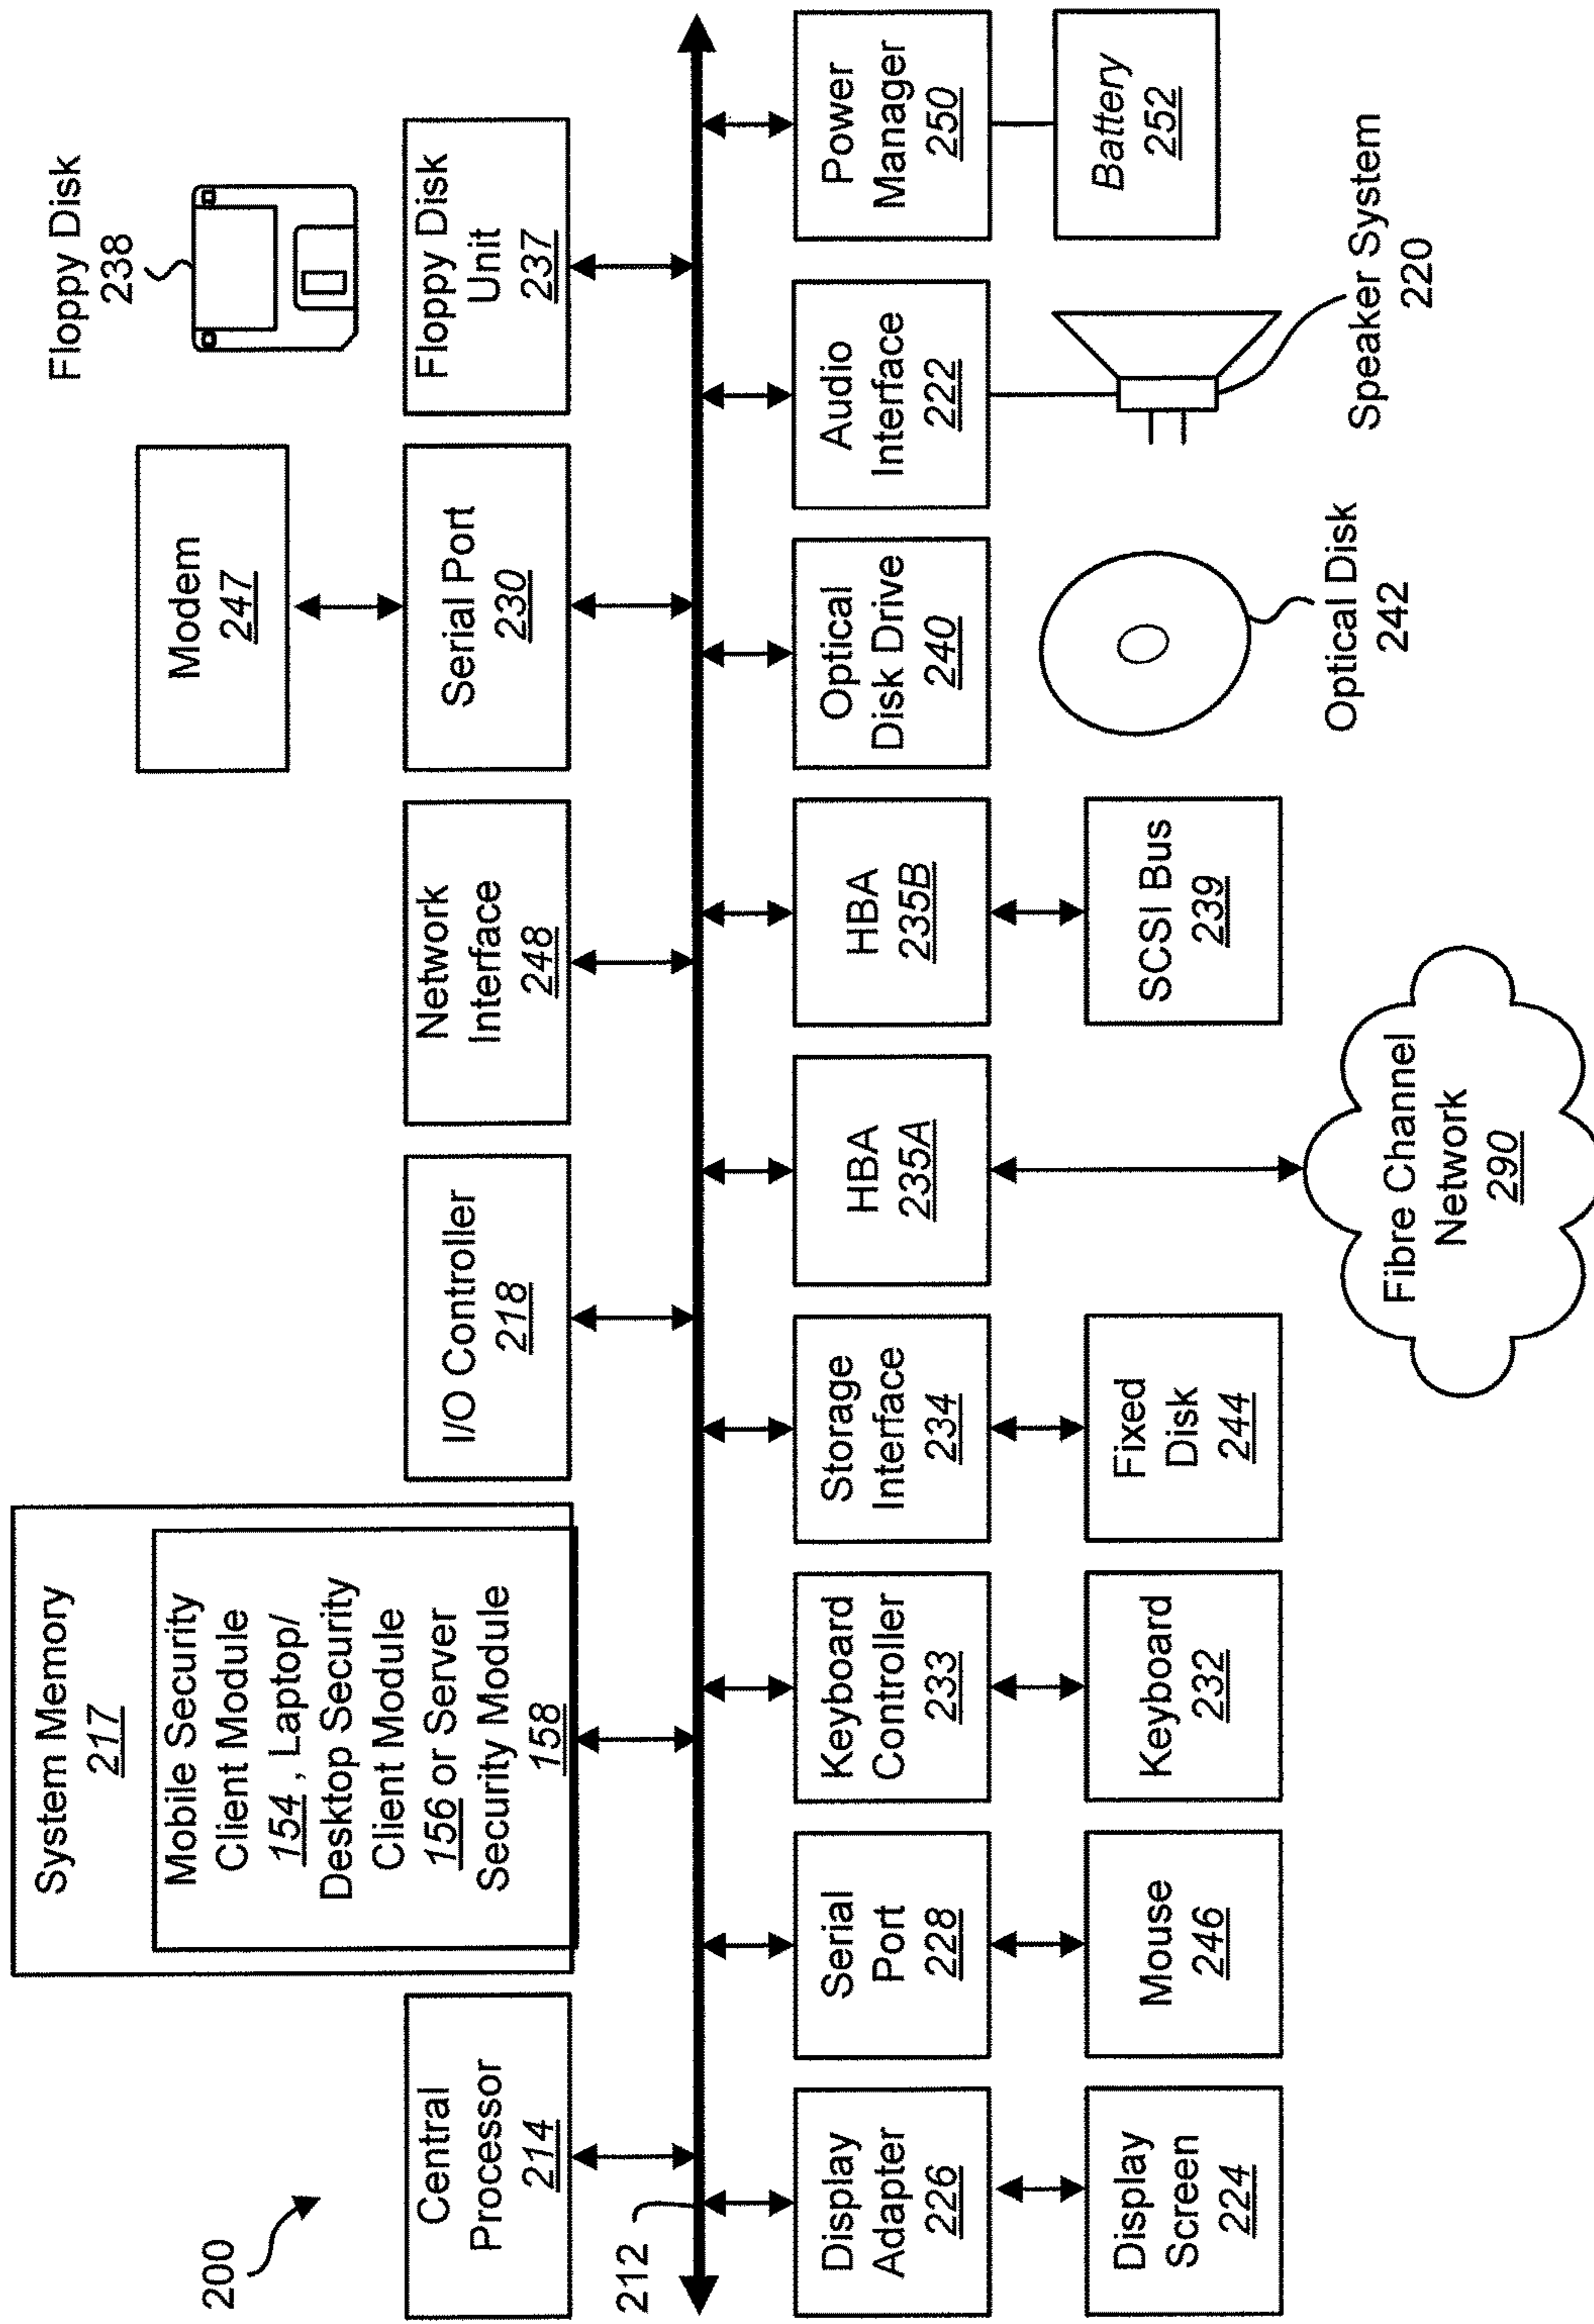 200
Central
Processor
214
System Memory
217
Mobile Security
Client Module
154 , Laptop/
Desktop Security
Client Module
156 or Server
Security Module
158
I/O Controller
218
Network
Interface
248
Modem
247
Serial Port
230
Floppy Disk
238
Floppy Disk
Unit
237
212
Display
Adapter
226
Serial
Port
228
Keyboard
Controller
233
Storage
Interface
234
HBA
235A
HBA
235B
Optical
Disk Drive
240
Audio
Interface
222
Power
Manager
250
Display
Screen
224
Mouse
246
Keyboard
232
Fixed
Disk
244
Fibre Channel
Network
290
SCSI Bus
239
Optical Disk
242
Speaker System
220
Battery
252